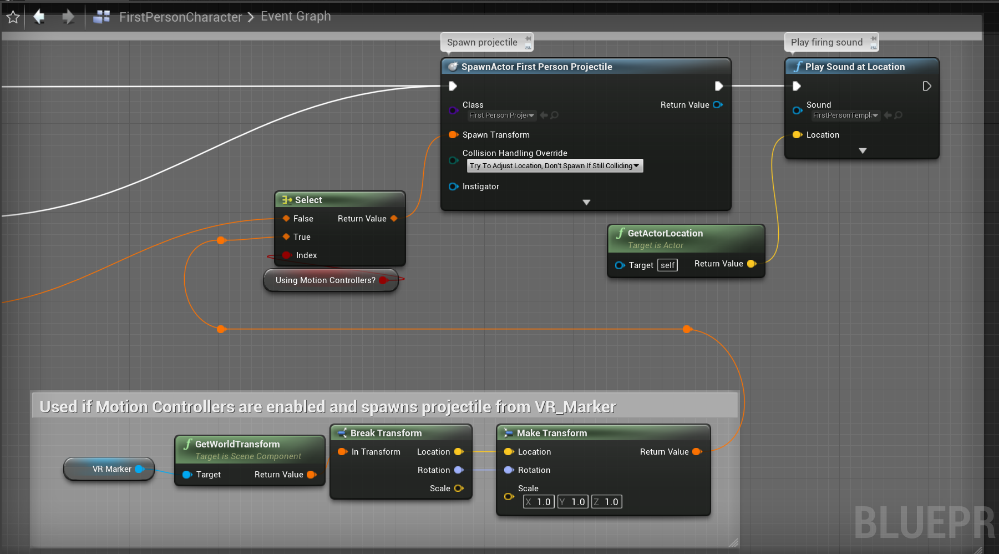 FirstPersonCharacter > Event Graph
Spawn projectile
Play firing sound
SpawnActor First Person Projectile
Class
First Person Proje
Return Value
Spawn Transform
Collision Handling Override
Try To Adjust Location, Don't Spawn If Still Colliding
Instigator
Play Sound at Location
Sound
FirstPersonTempl
Location
Select
False
Return Value
True
Index
Using Motion Controllers?
GetActorLocation
Target is Actor
Target self
Return Value
Used if Motion Controllers are enabled and spawns projectile from VR_Marker
VR Marker
GetWorldTransform
Target is Scene Component
Target
Return Value
Break Transform
In Transform
Location
Rotation
Scale
Make Transform
Location
Return Value
Rotation
Scale
X 1.0 Y 1.0 Z 1.0
BLUEPR